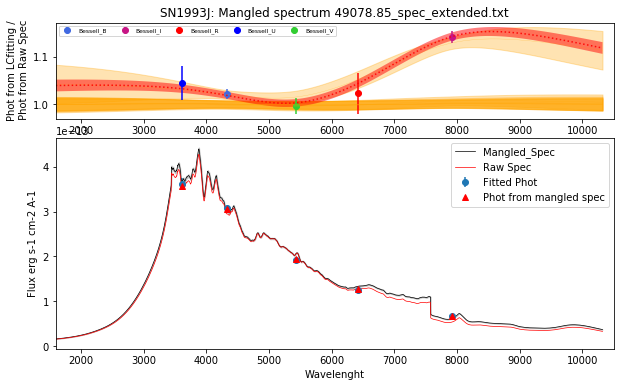 SN1993J: Mangled spectrum 49078.85_spec_extended.txt
Phot from LCfitting /
Phot from Raw Spec
Bessell_B Bessell_I Bessell_R Bessell_U Bessell_V
1.1
1.0
2000 3000 4000 5000 6000 7000 8000 9000 10000
1e−13
Flux erg s-1 cm-2 A-1
4
3
2
1
0
Mangled_Spec
Raw Spec
Fitted Phot
Phot from mangled spec
2000 3000 4000 5000 6000 7000 8000 9000 10000
Wavelenght